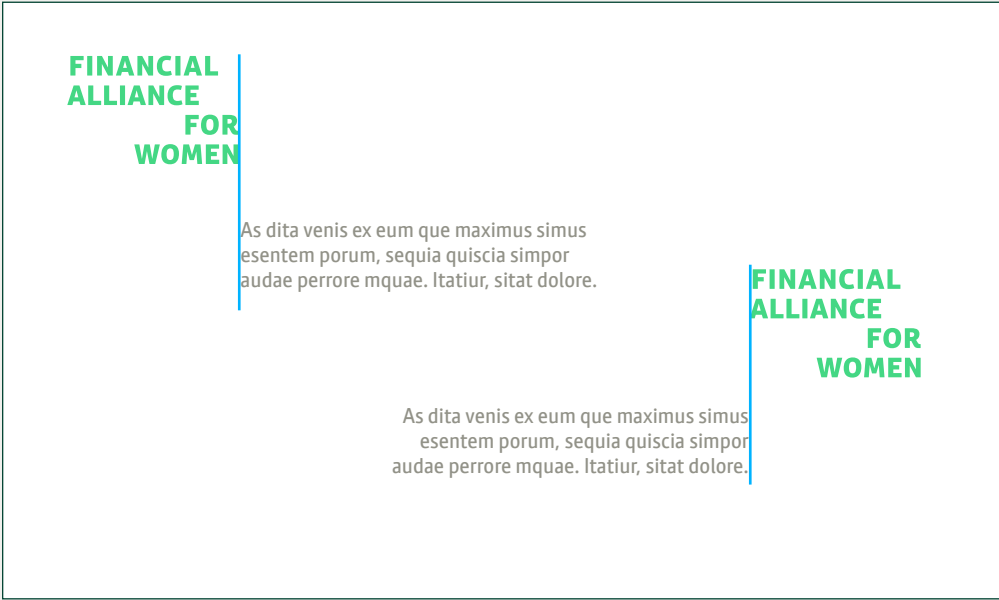 FINANCIAL
ALLIANCE
FOR
WOMEN
As dita venis ex eum que maximus simus
esentem porum, sequia quiscia simpor
audae perrore mquae. Itatiur, sitat dolore.
FINANCIAL
ALLIANCE
FOR
WOMEN
As dita venis ex eum que maximus simus
esentem porum, sequia quiscia simpor
audae perrore mquae. Itatiur, sitat dolore.